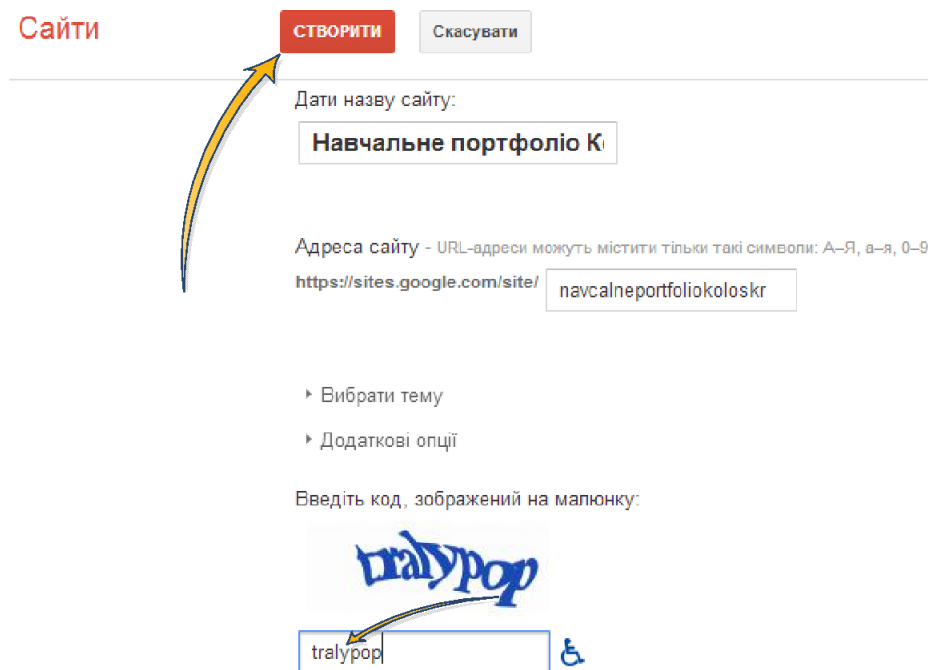 Сайти
СТВОРИТИ
Скасувати
Дати назву сайту:
Навчальне портфоліо К
Адреса сайту - URL-адреси можуть містити тільки такі символи: А–Я, а–я, 0–9
https://sites.google.com/site/ navcalneportfoliokoloskr
Вибрати тему
Додаткові опції
Введіть код, зображений на малюнку:
tralypop
tralypop